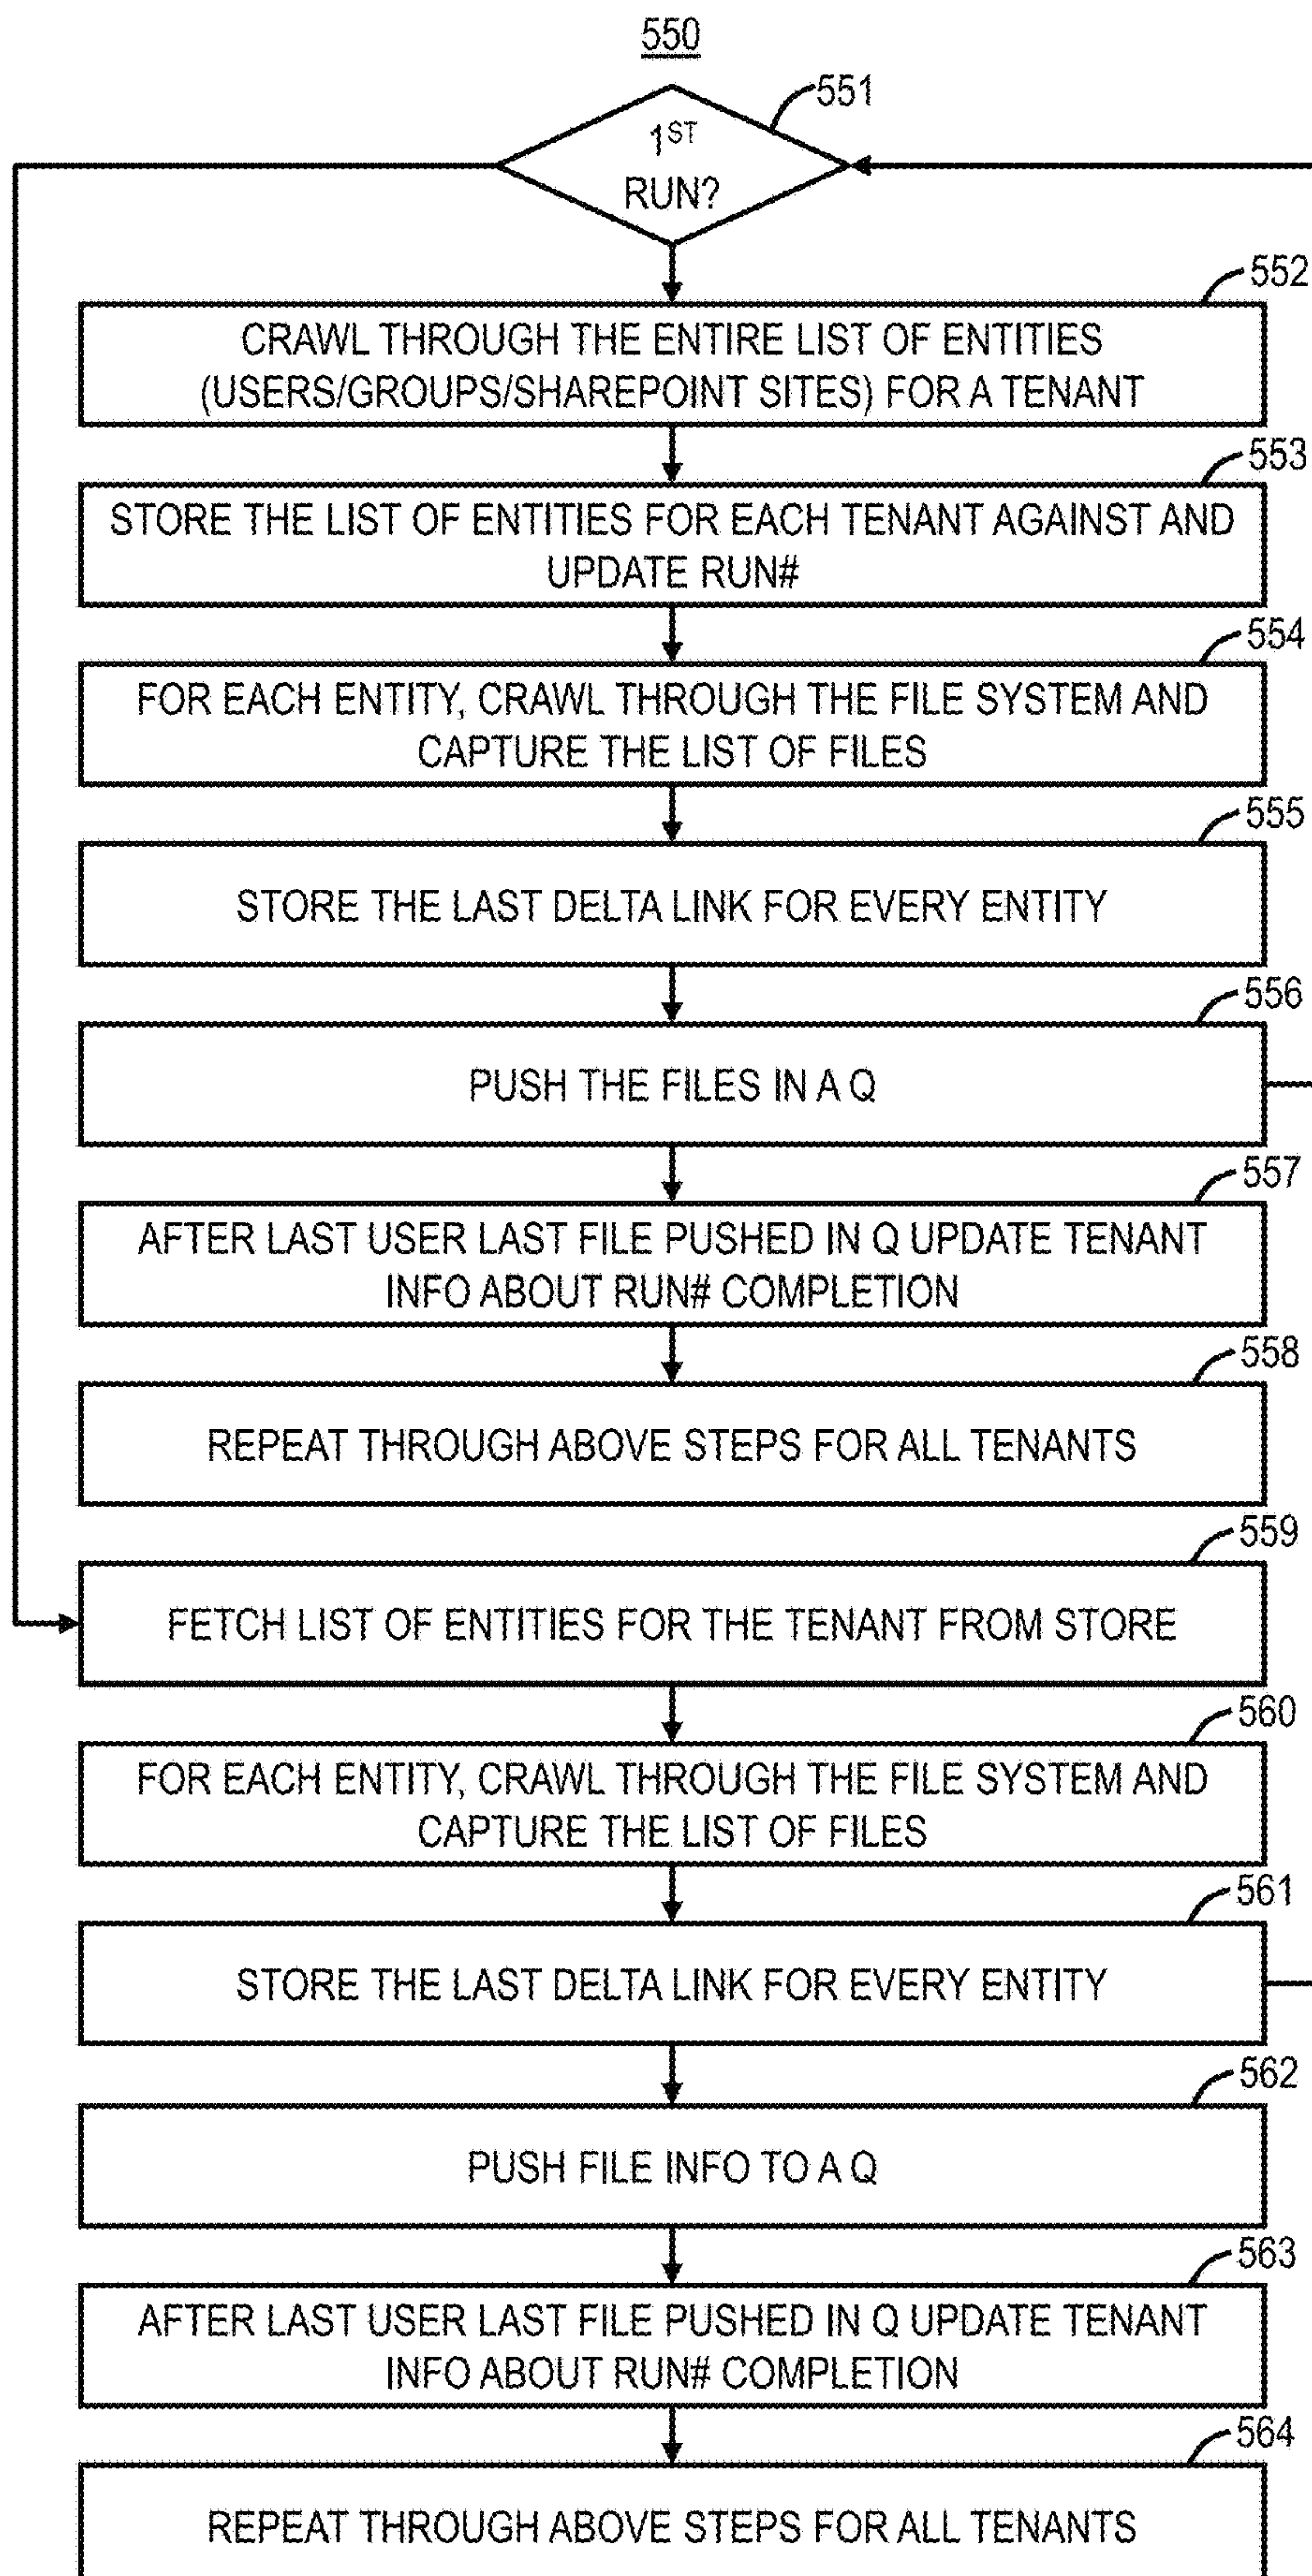 550
551
1ST
RUN?
552
CRAWL THROUGH THE ENTIRE LIST OF ENTITIES
(USERS/GROUPS/SHAREPOINT SITES) FOR A TENANT
553
STORE THE LIST OF ENTITIES FOR EACH TENANT AGAINST AND
UPDATE RUN#
554
FOR EACH ENTITY, CRAWL THROUGH THE FILE SYSTEM AND
CAPTURE THE LIST OF FILES
555
STORE THE LAST DELTA LINK FOR EVERY ENTITY
556
PUSH THE FILES IN A Q
557
AFTER LAST USER LAST FILE PUSHED IN Q UPDATE TENANT
INFO ABOUT RUN# COMPLETION
558
REPEAT THROUGH ABOVE STEPS FOR ALL TENANTS
559
FETCH LIST OF ENTITIES FOR THE TENANT FROM STORE
560
FOR EACH ENTITY, CRAWL THROUGH THE FILE SYSTEM AND
CAPTURE THE LIST OF FILES
561
STORE THE LAST DELTA LINK FOR EVERY ENTITY
562
PUSH FILE INFO TO A Q
563
AFTER LAST USER LAST FILE PUSHED IN Q UPDATE TENANT
INFO ABOUT RUN# COMPLETION
564
REPEAT THROUGH ABOVE STEPS FOR ALL TENANTS